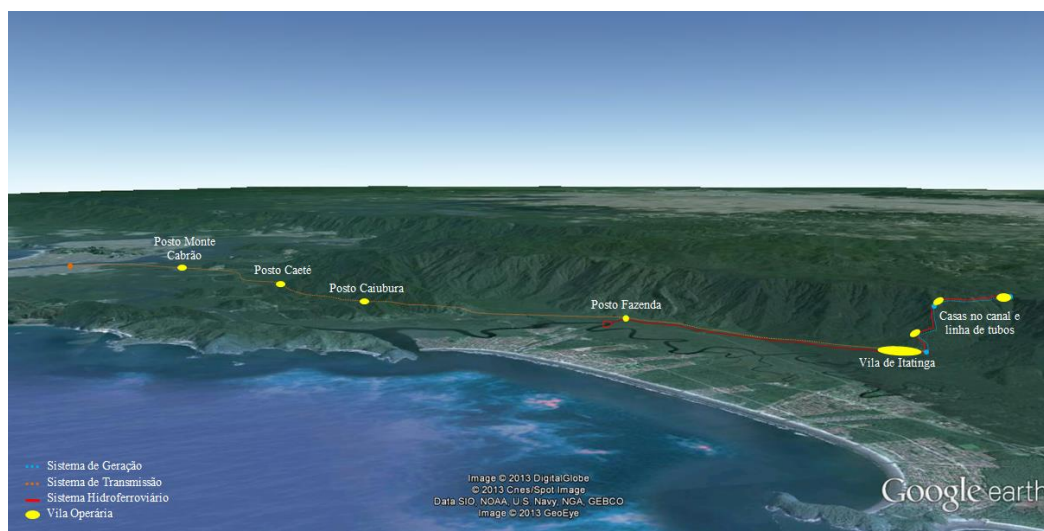 Posto Monte
Cabrão
Posto Caeté
Posto Caiubura
Posto Fazenda
Casas no canal e
linha de tubos
Vila de Itatinga
Sistema de Geração
Sistema de Transmissão
Sistema Hidroferroviário
Vila Operária
Image © 2013 DigitalGlobe
© 2013 Cnes/Spot Image
Data SIO, NOAA, U.S. Navy, NGA, GEBCO
Image © 2013 GeoEye
Google earth